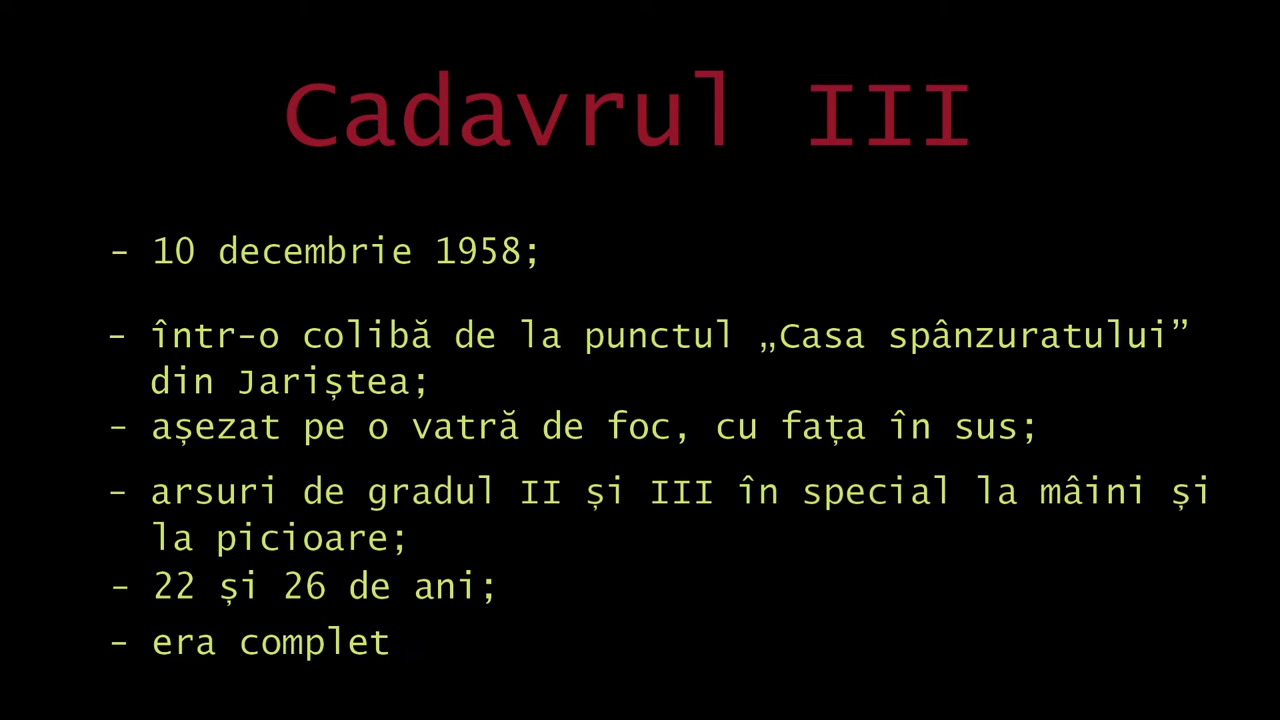 Cadavrul III
- 10 decembrie 1958;
- într-o colibă de la punctul „Casa spânzuratului”
din Jariștea;
- așezat pe o vatră de foc, cu fața în sus;
- arsuri de gradul II și III în special la mâini și
la picioare;
- 22 și 26 de ani;
- era complet